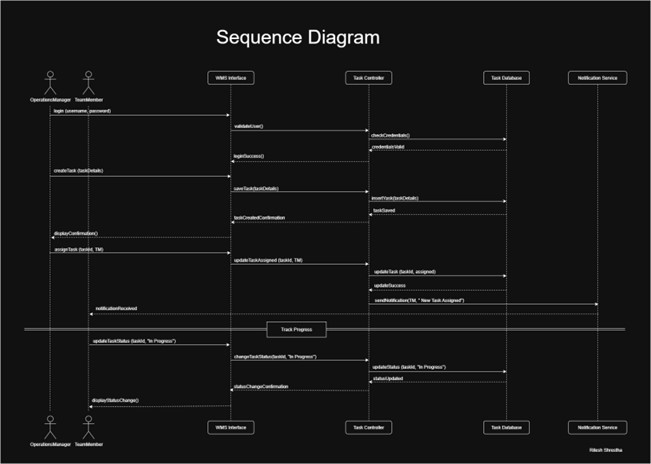 Sequence Diagram
WMS Interface
Task Controller
Task Database
Notification Service
OperationsManager
TeamMember
login (username, password)
validateUser()
checkCredentials()
credentialsValid
loginSuccess()
createTask (taskDetails)
saveTask(taskDetails)
insertTask(taskDetails)
taskSaved
taskCreatedConfirmation
displayConfirmation()
assignTask (taskId, TM)
updateTaskAssigned (taskId, TM)
updateTask (taskId, assigned)
updateSuccess
sendNotification(TM, " New Task Assigned")
notificationReceived
Track Progress
updateTaskStatus (taskId, "In Progress")
changeTaskStatus(taskId, "In Progress")
updateStatus (taskId, "In Progress")
statusUpdated
statusChangeConfirmation
displayStatusChange()
OperationsManager
TeamMember
WMS Interface
Task Controller
Task Database
Notification Service
Ritesh Shrestha